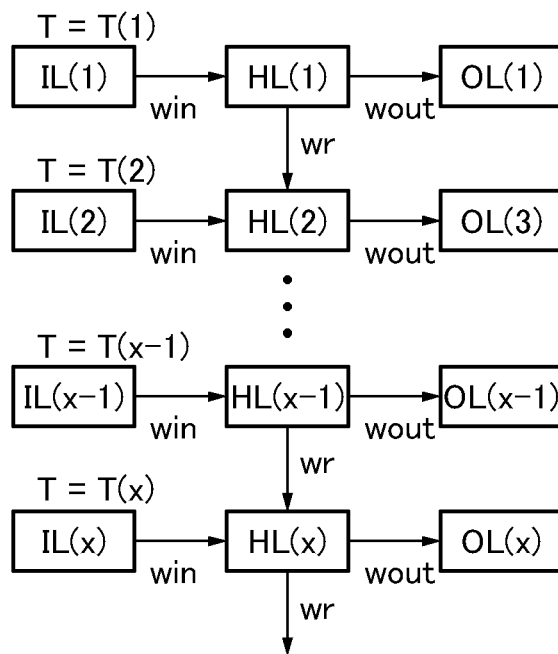 T = T(1)
IL(1) HL(1) OL(1)
win wout
wr
T = T(2)
IL(2) HL(2) OL(3)
win wout
T = T(x-1)
IL(x-1) HL(x-1) OL(x-1)
win wout
wr
T = T(x)
IL(x) HL(x) OL(x)
win wout
wr